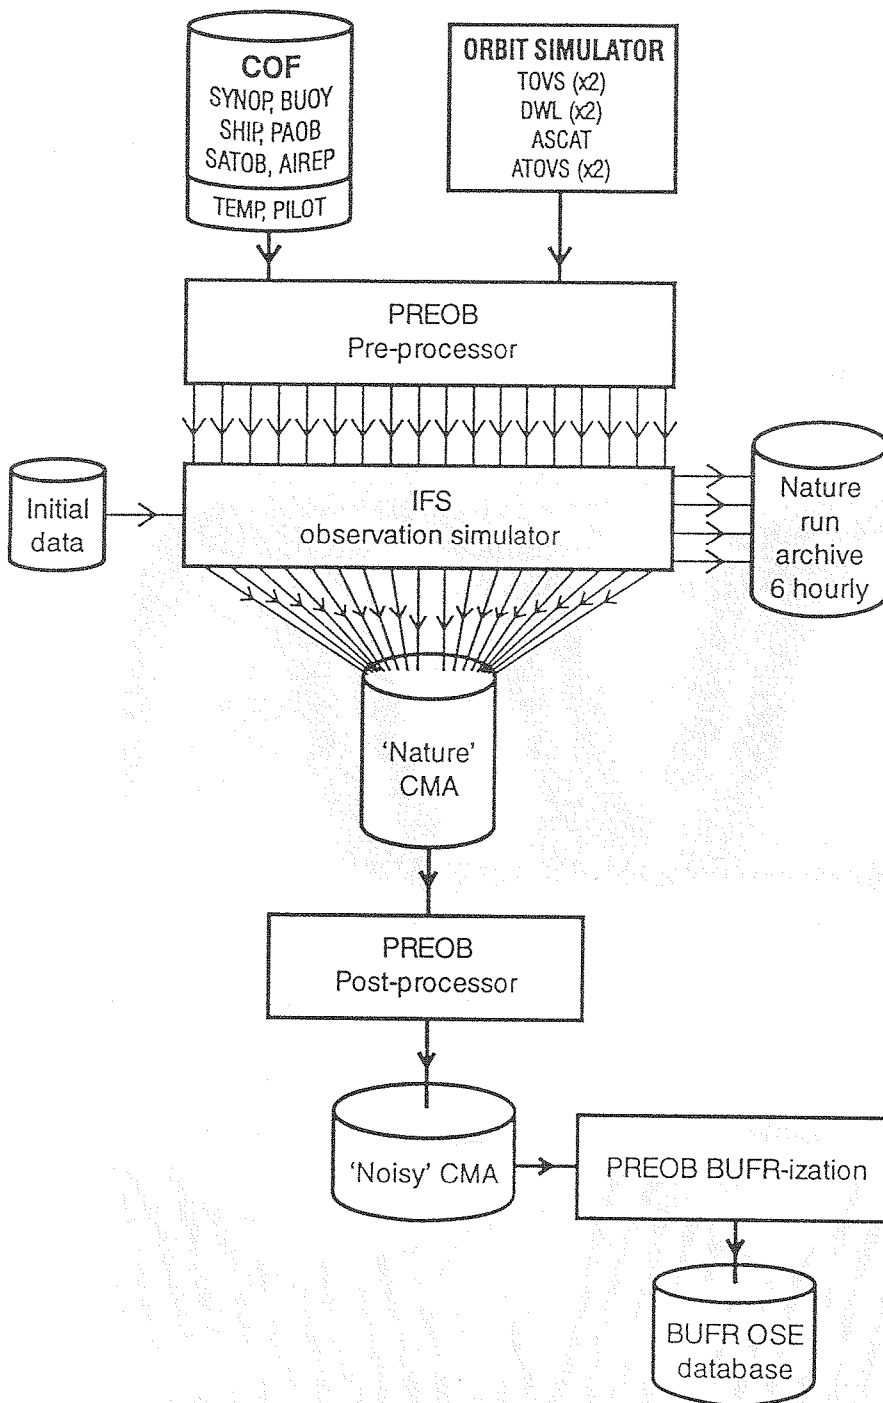 COF
SYNOP, BUOY
SHIP, PAOB
SATOB, AIREP
TEMP, PILOT
ORBIT SIMULATOR
TOVS (x2)
DWL (x2)
ASCAT
ATOVS (x2)
PREOB
Pre-processor
Initial
data
IFS
observation simulator
Nature
run
archive
6 hourly
'Nature'
CMA
PREOB
Post-processor
'Noisy' CMA
PREOB BUFR-ization
BUFR OSE
database